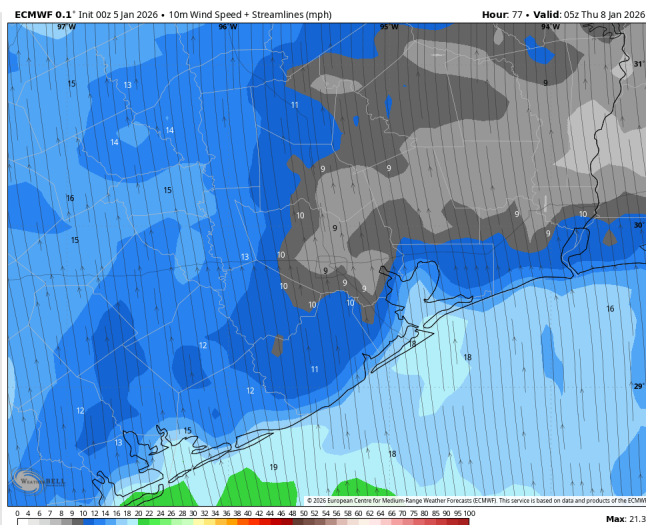 ECMWF 0.1° Init 00z 5 Jan 2026 • 10m Wind Speed + Streamlines (mph) Hour: 77 • Valid: 05z Thu 8 Jan 2026
97°W 96°W 95°W 94°W
31°
15 13 9
11
14
14
9 9
15
16
10 9 10
30°
15 9 9
13 10
9
10 9 9
10 10
16
18
12 18
11
29°
12
12
15
13
18
19
WeatherBELL
© 2026 European Centre for Medium-Range Weather Forecasts (ECMWF). This service is based on data and products of the ECMWF
0 4 6 7 8 9 10 12 14 16 18 20 22 24 26 28 30 32 34 36 38 40 42 44 46 48 50 52 54 56 58 60 62 64 66 70 75 77 80 85 90 95 100
Max: 21.3